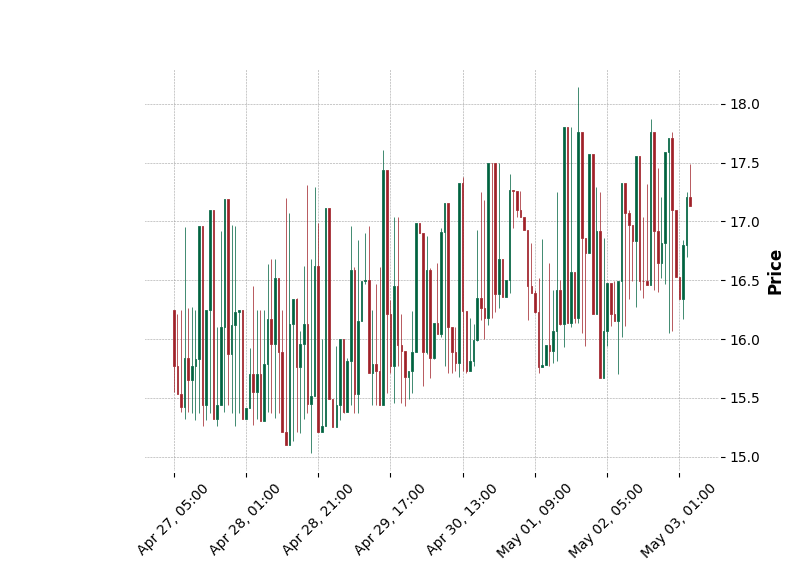 18.0
17.5
17.0
16.5
16.0
15.5
15.0
Price
Apr 27, 05:00
Apr 28, 01:00
Apr 28, 21:00
Apr 29, 17:00
Apr 30, 13:00
May 01, 09:00
May 02, 05:00
May 03, 01:00